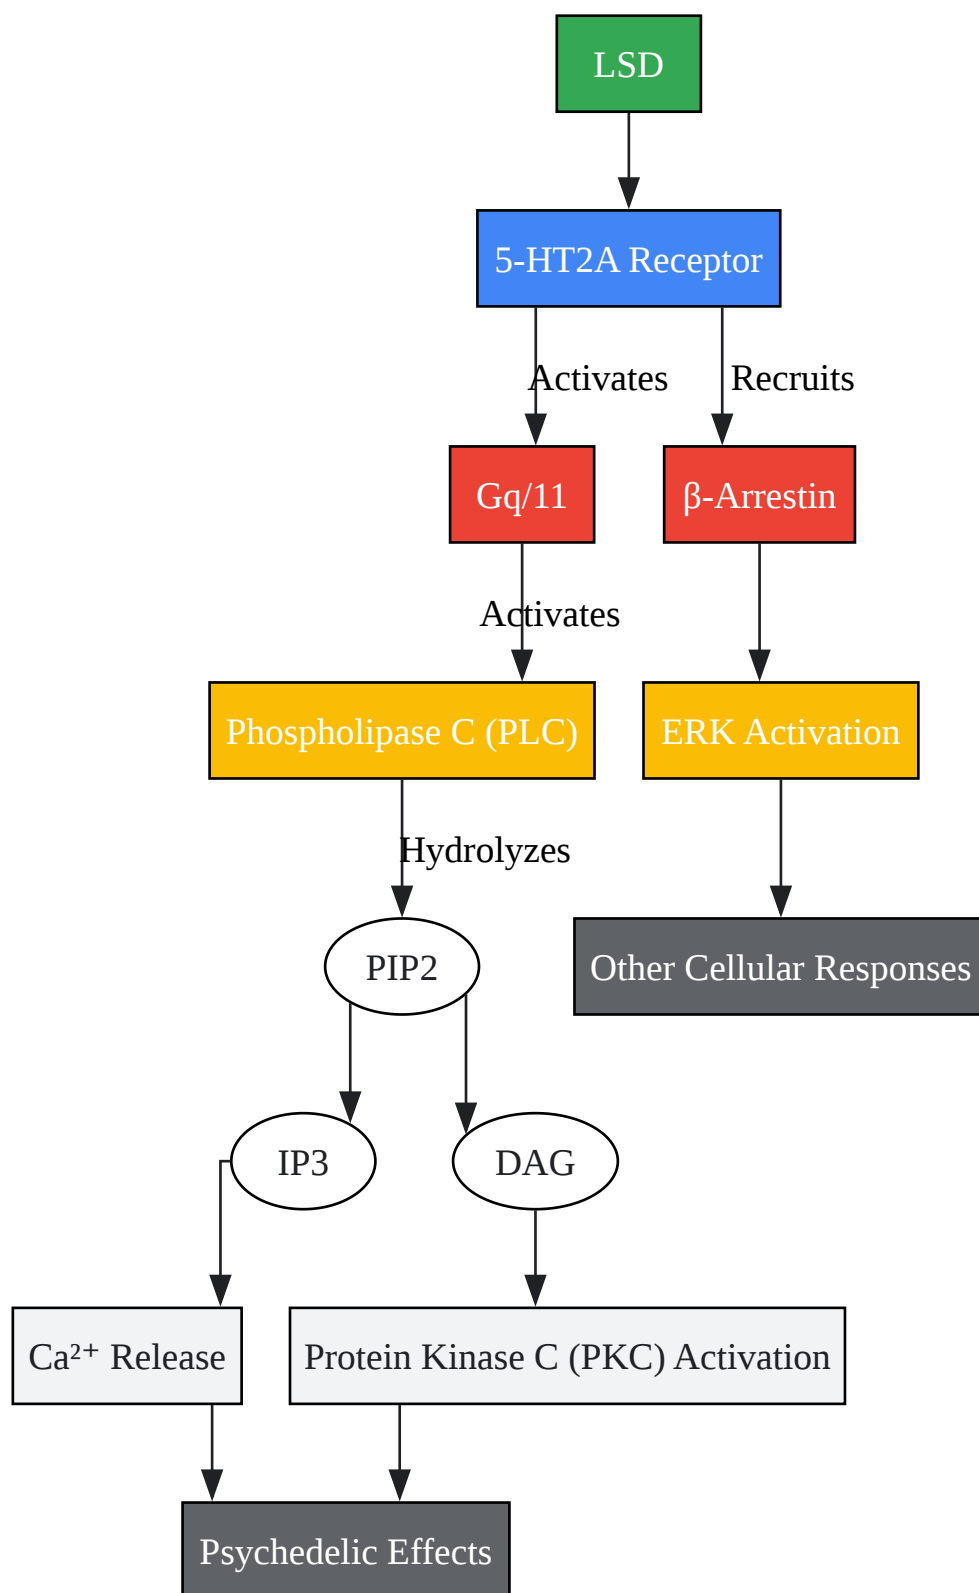 LSD
5-HT2A Receptor
Activates
Recruits
Gq/11
β-Arrestin
Activates
Phospholipase C (PLC)
ERK Activation
Hydrolyzes
PIP2
Other Cellular Responses
IP3
DAG
Ca²⁺ Release
Protein Kinase C (PKC) Activation
Psychedelic Effects